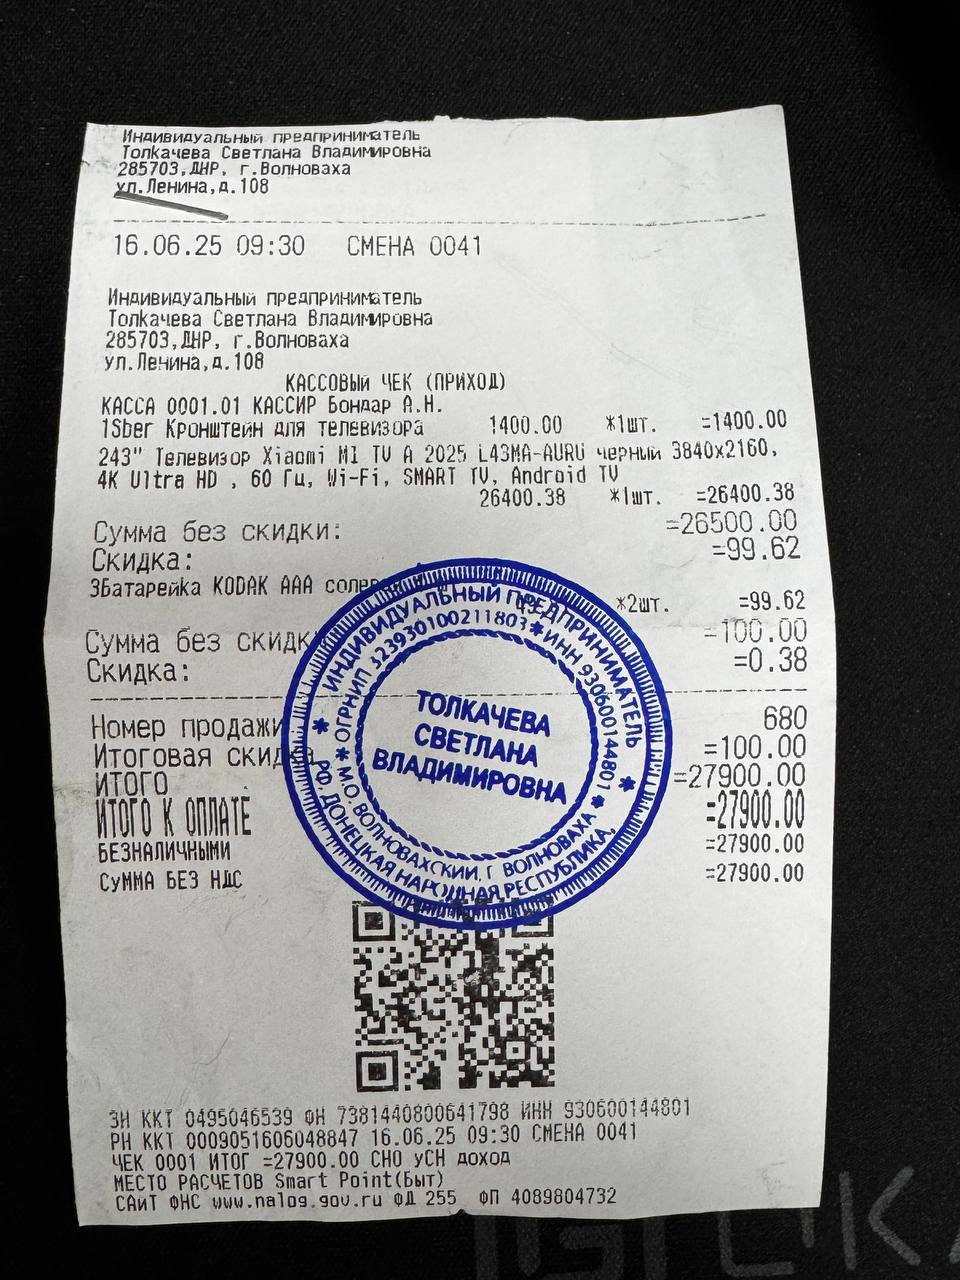 Индивидуальный предприниматель
Толкачева Светлана Владимировна
285703,ДНР, г.Волноваха
ул.Ленина,д.108
16.06.25 09:30 СМЕНА 0041
Индивидуальный предприниматель
Толкачева Светлана Владимировна
285703,ДНР, г.Волноваха
ул.Ленина,д.108
КАССОВЫЙ ЧЕК (ПРИХОД)
КАССА 0001.01 КАССИР Бондар А.Н.
1Sber Кронштейн для телевизора 1400.00 *1шт. =1400.00
243" Телевизор Xiaomi MI TV A 2025 L43MA-AURU черный 3840x2160,
4K Ultra HD , 60 Гц, Wi-Fi, SMART TV, Android TV
26400.38 *1шт. =26400.38
Сумма без скидки: =26500.00
Скидка: =99.62
3Батарейка KODAK AAA
*2шт. =99.62
Сумма без =100.00
Скидка: =0.38
Номер продажи 680
Итоговая =100.00
ИТОГО =27900.00
ИТОГО К ОПЛАТЕ =27900.00
БЕЗНАЛИЧНЫМИ =27900.00
СУММА БЕЗ НДС =27900.00
ИНДИВИДУАЛЬНЫЙ ПРЕДПРИНИМАТЕЛЬ
ОГРНИП 323930100211803 * ИНН 930600144801
ТОЛКАЧЕВА
СВЕТЛАНА
ВЛАДИМИРОВНА
* М.О ВОЛНОВАХСКИЙ, Г ВОЛНОВАХА *
РФ, ДОНЕЦКАЯ НАРОДНАЯ РЕСПУБЛИКА,
ЗН ККТ 0495046539 ФН 7381440800641798 ИНН 930600144801
РН ККТ 0009051606048847 16.06.25 09:30 СМЕНА 0041
ЧЕК 0001 ИТОГ =27900.00 СНО УСН доход
МЕСТО РАСЧЕТОВ Smart Point(Быт)
САЙТ ФНС www.nalog.gov.ru ФД 255 ФП 4089804732